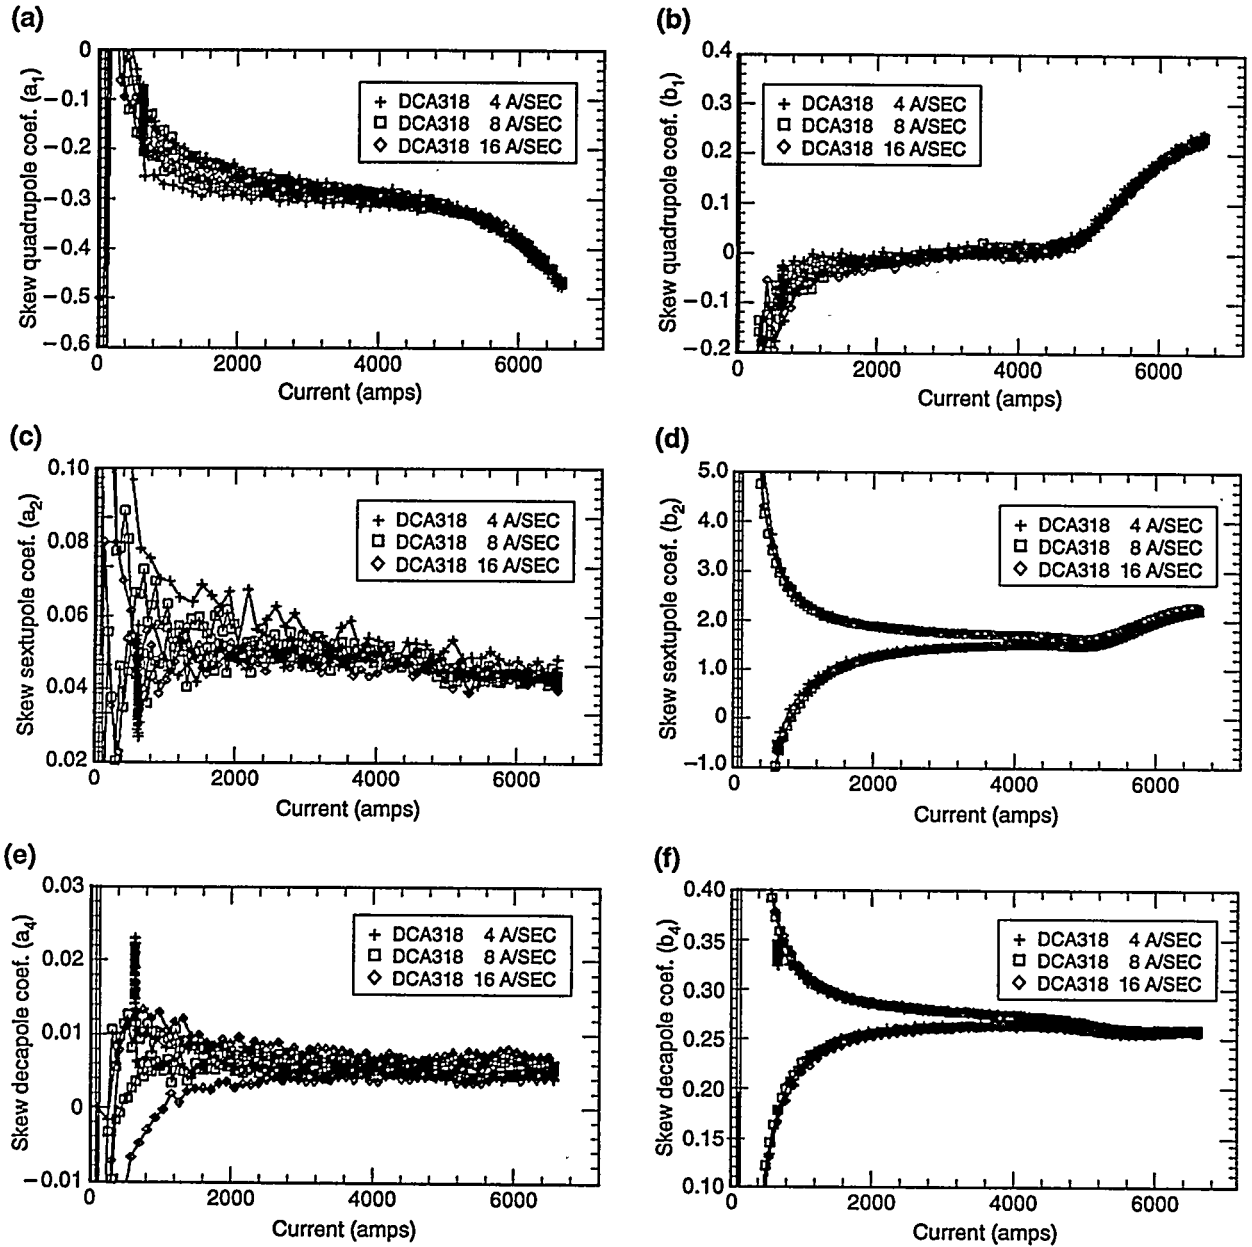 (a)
Skew quadrupole coef. (a1)
0
−0.1
−0.2
−0.3
−0.4
−0.5
−0.6
DCA318 4 A/SEC
DCA318 8 A/SEC
DCA318 16 A/SEC
0 2000 4000 6000
Current (amps)
(b)
Skew quadrupole coef. (b1)
0.4
0.3
0.2
0.1
0
−0.1
−0.2
DCA318 4 A/SEC
DCA318 8 A/SEC
DCA318 16 A/SEC
0 2000 4000 6000
Current (amps)
(c)
Skew sextupole coef. (a2)
0.10
0.08
0.06
0.04
0.02
DCA318 4 A/SEC
DCA318 8 A/SEC
DCA318 16 A/SEC
0 2000 4000 6000
Current (amps)
(d)
Skew sextupole coef. (b2)
5.0
4.0
3.0
2.0
1.0
0
−1.0
DCA318 4 A/SEC
DCA318 8 A/SEC
DCA318 16 A/SEC
0 2000 4000 6000
Current (amps)
(e)
Skew decapole coef. (a4)
0.03
0.02
0.01
0
−0.01
DCA318 4 A/SEC
DCA318 8 A/SEC
DCA318 16 A/SEC
0 2000 4000 6000
Current (amps)
(f)
Skew decapole coef. (b4)
0.40
0.35
0.30
0.25
0.20
0.15
0.10
DCA318 4 A/SEC
DCA318 8 A/SEC
DCA318 16 A/SEC
0 2000 4000 6000
Current (amps)